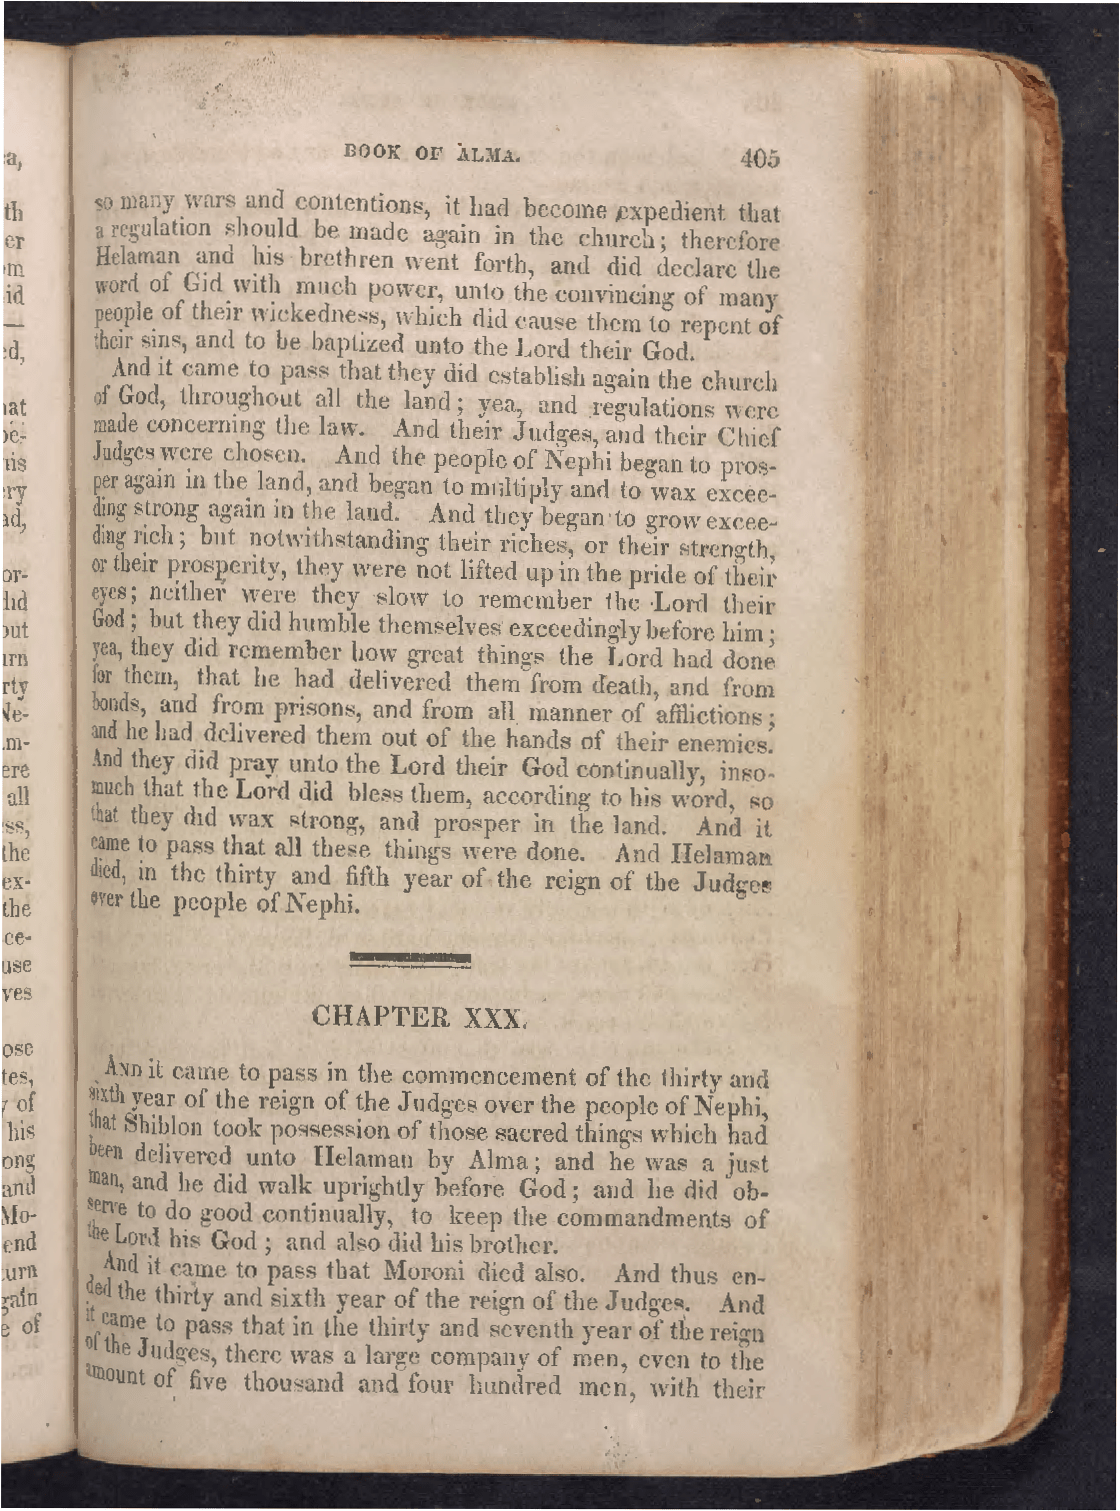 BOOK OF ALMA. 405
so many wars and contentions, it had become expedient that
a regulation should be made again in the church; therefore
Helaman and his brethren went forth, and did declare the
word of Gid with much power, unto the convincing of many
people of their wickedness, which did cause them to repent of
their sins, and to be baptized unto the Lord their God.
And it came to pass that they did establish again the church
of God, throughout all the land; yea, and regulations were
made concerning the law. And their Judges, and their Chief
Judges were chosen. And the people of Nephi began to pros-
per again in the land, and began to multiply and to wax excee-
ding strong again in the land. And they began to grow excee-
ding rich; but notwithstanding their riches, or their strength,
or their prosperity, they were not lifted up in the pride of their
eyes; neither were they slow to remember the Lord their
God; but they did humble themselves exceedingly before him;
yea, they did remember how great things the Lord had done
for them, that he had delivered them from death, and from
bonds, and from prisons, and from all manner of afflictions;
and he had delivered them out of the hands of their enemies.
And they did pray unto the Lord their God continually, inso-
much that the Lord did bless them, according to his word, so
that they did wax strong, and prosper in the land. And it
came to pass that all these things were done. And Helaman
died, in the thirty and fifth year of the reign of the Judges
over the people of Nephi.
CHAPTER XXX.
AND it came to pass in the commencement of the thirty and
sixth year of the reign of the Judges over the people of Nephi,
that Shiblon took possession of those sacred things which had
been delivered unto Helaman by Alma; and he was a just
man, and he did walk uprightly before God; and he did ob-
serve to do good continually, to keep the commandments of
the Lord his God; and also did his brother.
And it came to pass that Moroni died also. And thus en-
ded the thirty and sixth year of the reign of the Judges. And
it came to pass that in the thirty and seventh year of the reign
of the Judges, there was a large company of men, even to the
amount of five thousand and four hundred men, with their